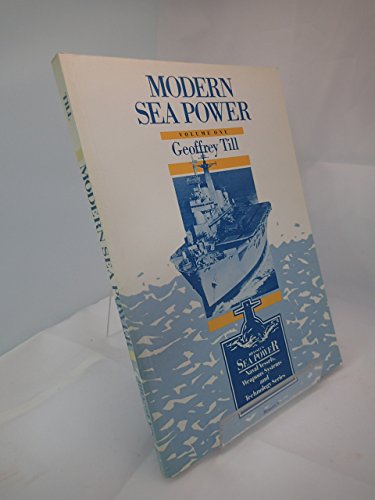 MODERN
SEA POWER
VOLUME ONE
Geoffrey Till
SEA POWER
Naval Vessels,
Weapons Systems
and
Technology Series
TILL
MODERN SEA